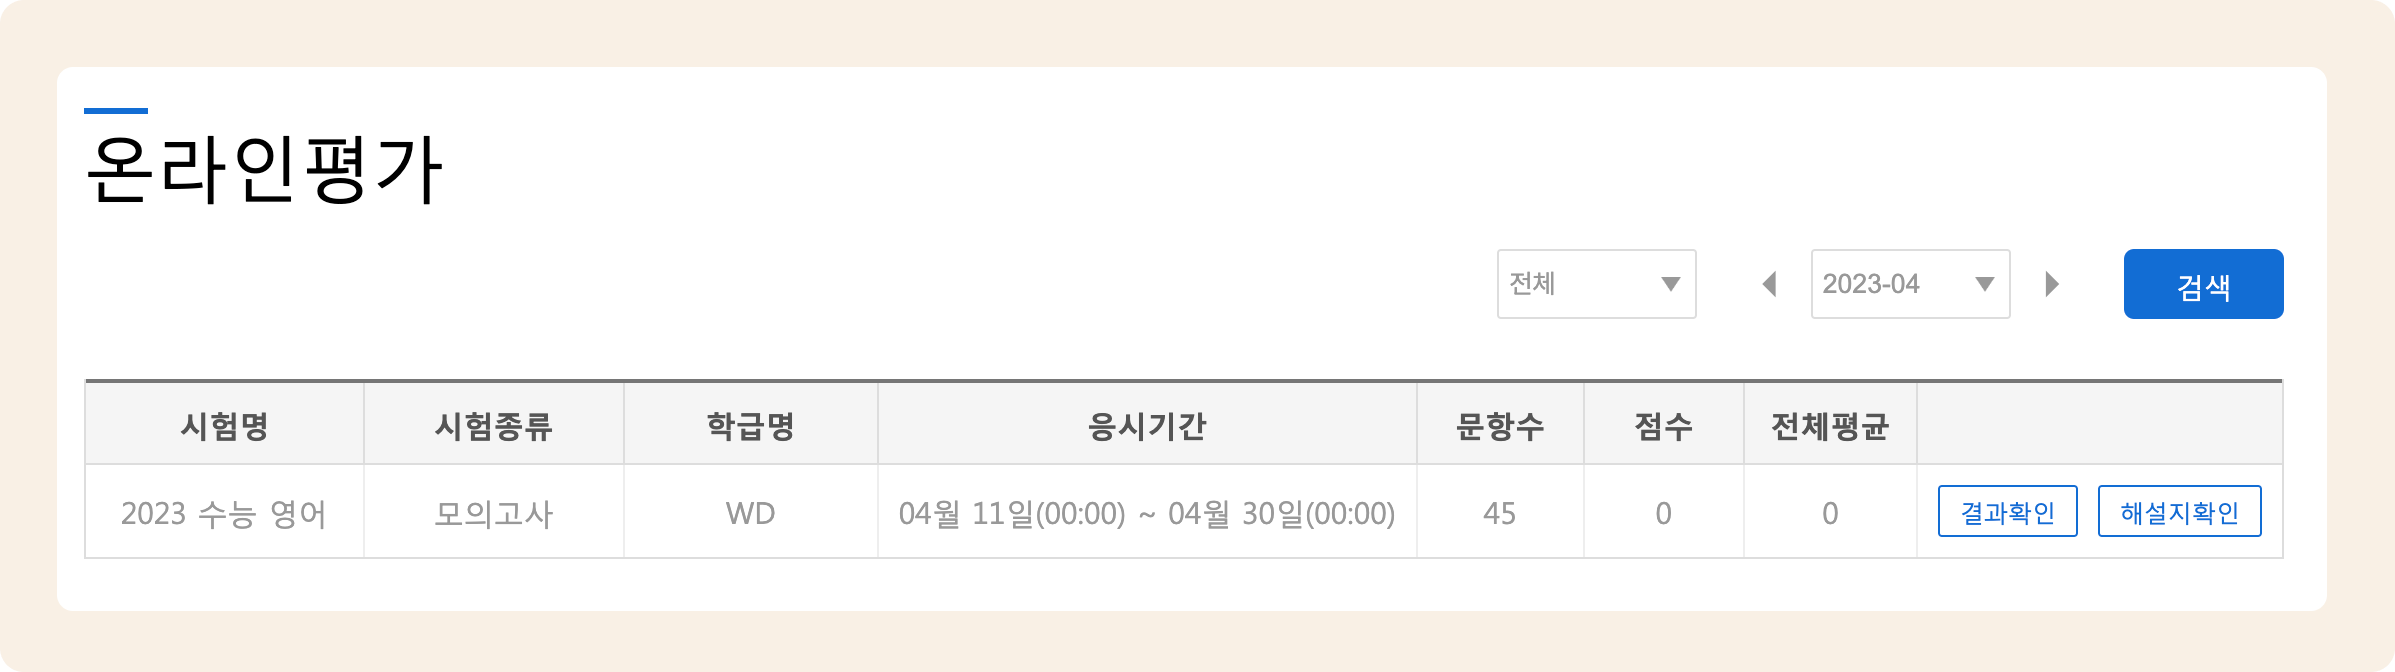 온라인평가
전체 2023-04 검색
시험명 시험종류 학급명 응시기간 문항수 점수 전체평균
2023 수능 영어 모의고사 WD 04월 11일(00:00) ~ 04월 30일(00:00) 45 0 0 결과확인 해설지확인